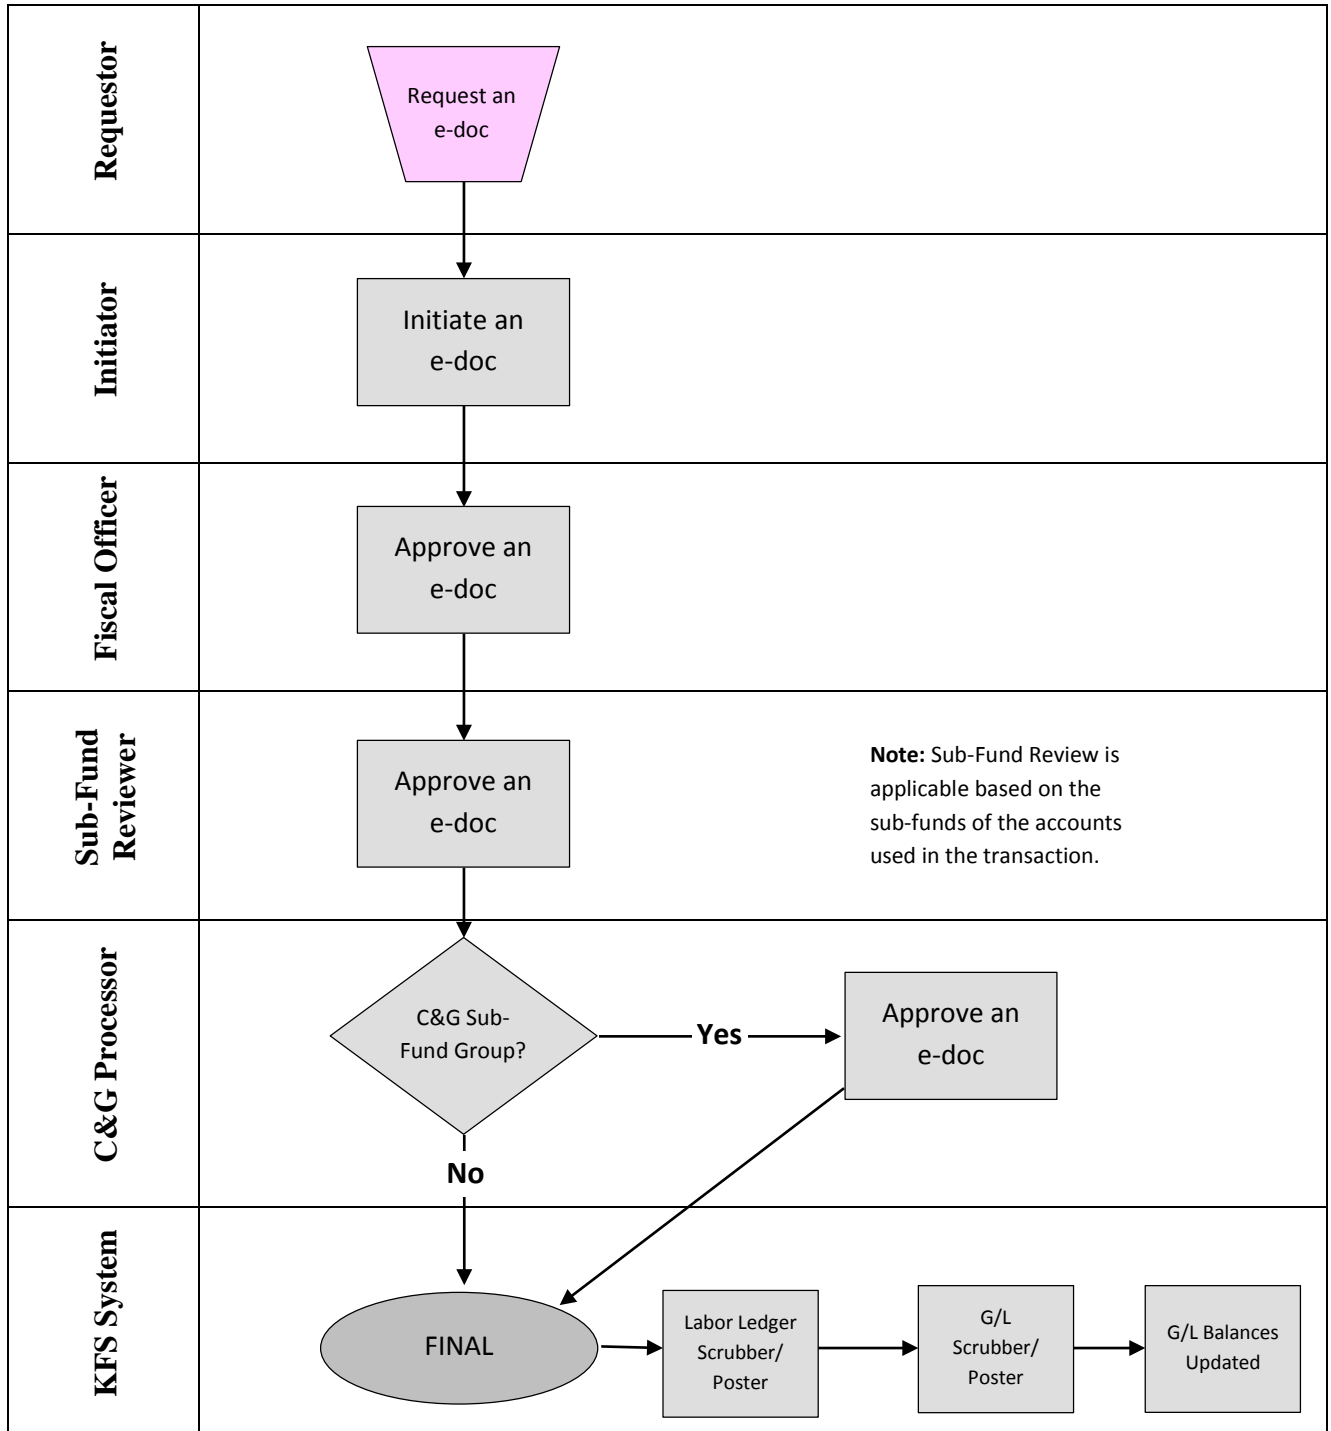 Requestor
Request an
e-doc
Initiator
Initiate an
e-doc
Fiscal Officer
Approve an
e-doc
Sub-Fund
Reviewer
Approve an
e-doc
Note: Sub-Fund Review is
applicable based on the
sub-funds of the accounts
used in the transaction.
C&G Processor
C&G Sub-
Fund Group?
Yes
Approve an
e-doc
No
KFS System
FINAL
Labor Ledger
Scrubber/
Poster
G/L
Scrubber/
Poster
G/L Balances
Updated